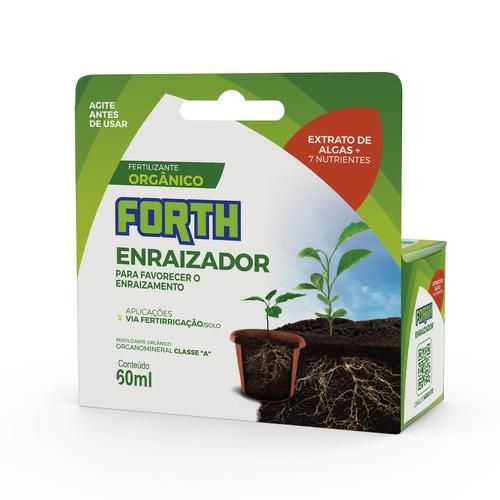 AGITE
ANTES
DE USAR
EXTRATO DE
ALGAS +
7 NUTRIENTES
FERTILIZANTE
ORGÂNICO
FORTH
ENRAIZADOR
PARA FAVORECER O
ENRAIZAMENTO
APLICAÇÕES
VIA FERTIRRIGAÇÃO/SOLO
FERTILIZANTE ORGÂNICO
ORGANOMINERAL CLASSE "A"
Conteúdo
60ml
FORTH
ENRAIZADOR